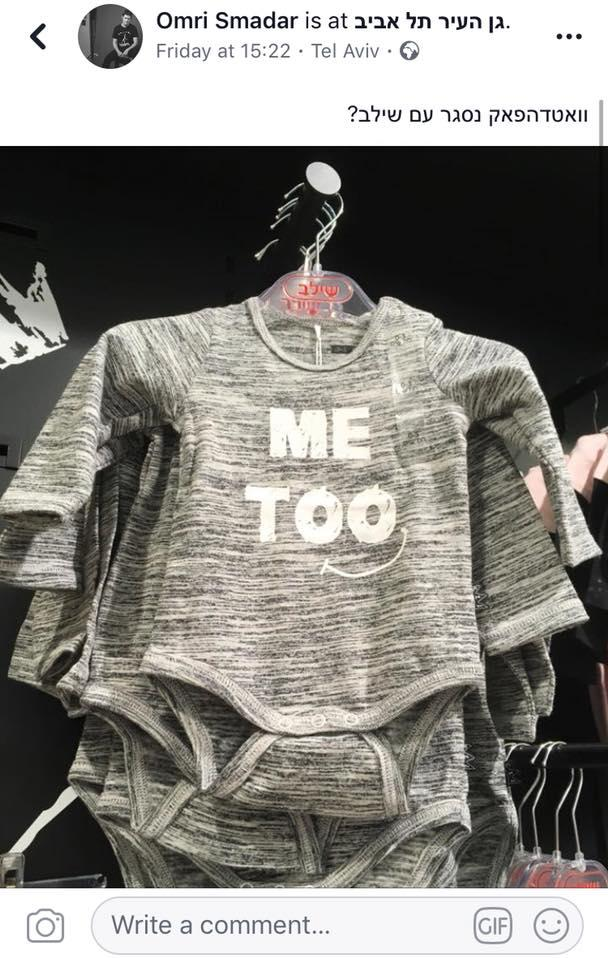 Omri Smadar is at גן העיר תל אביב.
Friday at 15:22 · Tel Aviv ·
וואטדהפאק נסגר עם שילב?
שילב
ME
TOO
Write a comment...
GIF